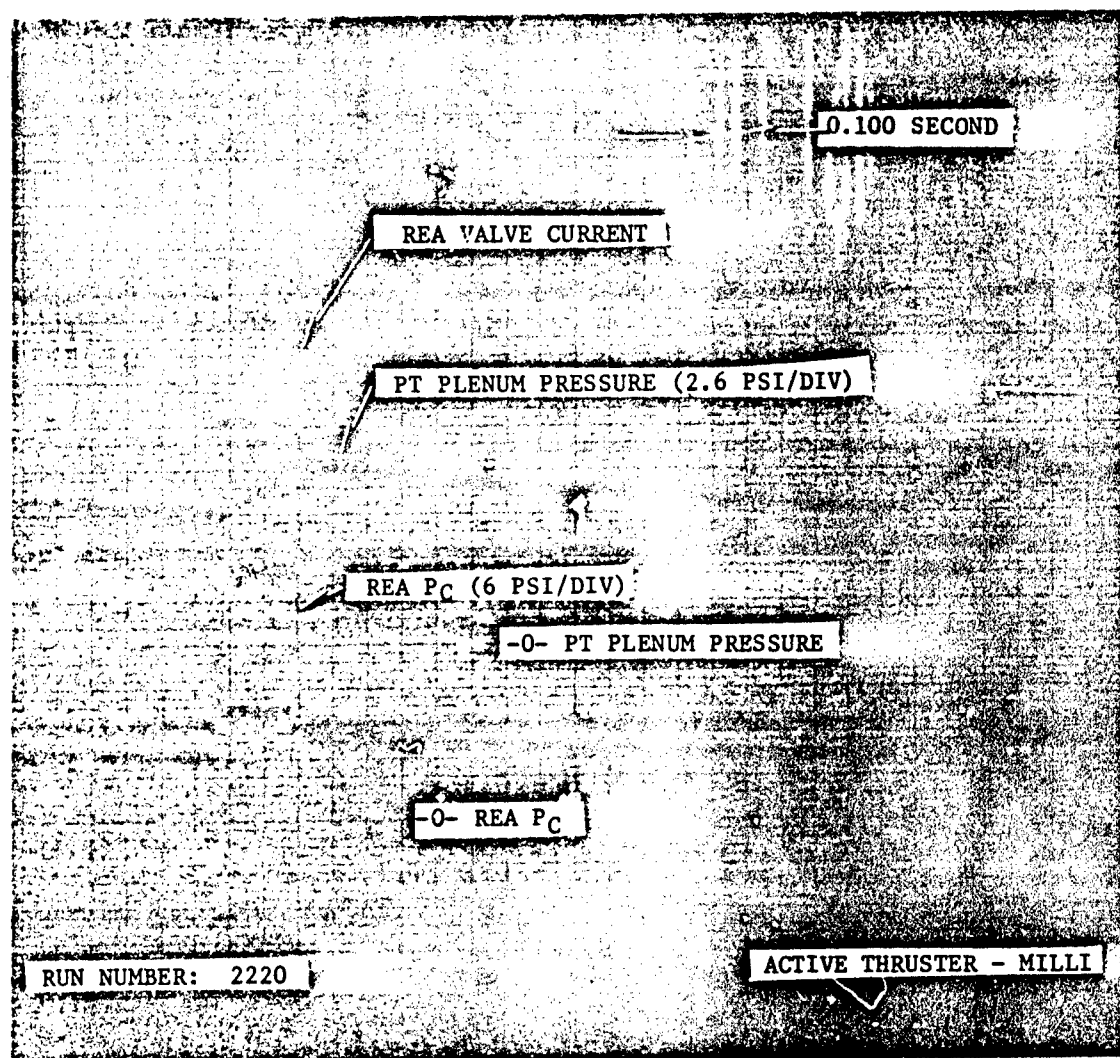 0.100 SECOND
REA VALVE CURRENT
PT PLENUM PRESSURE (2.6 PSI/DIV)
REA PC (6 PSI/DIV)
-0- PT PLENUM PRESSURE
-0- REA PC
RUN NUMBER: 2220
ACTIVE THRUSTER - MILLI